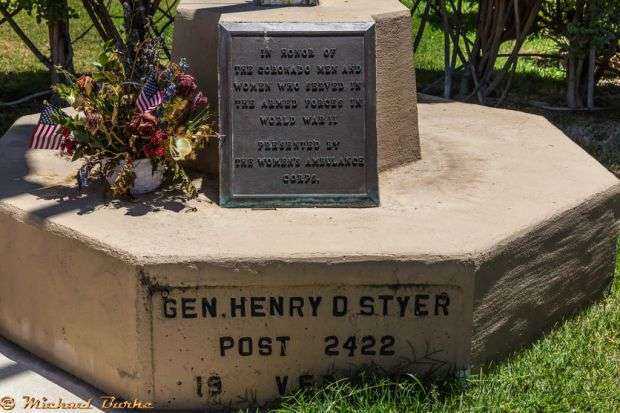 IN HONOR OF
THE CORONADO MEN AND
WOMEN WHO SERVED IN
THE ARMED FORCES IN
WORLD WAR II.
PRESENTED BY
THE WOMEN'S AMBULANCE
CORPS.
GEN. HENRY D STYER
POST 2422
19 V.F.
© Michael Burke